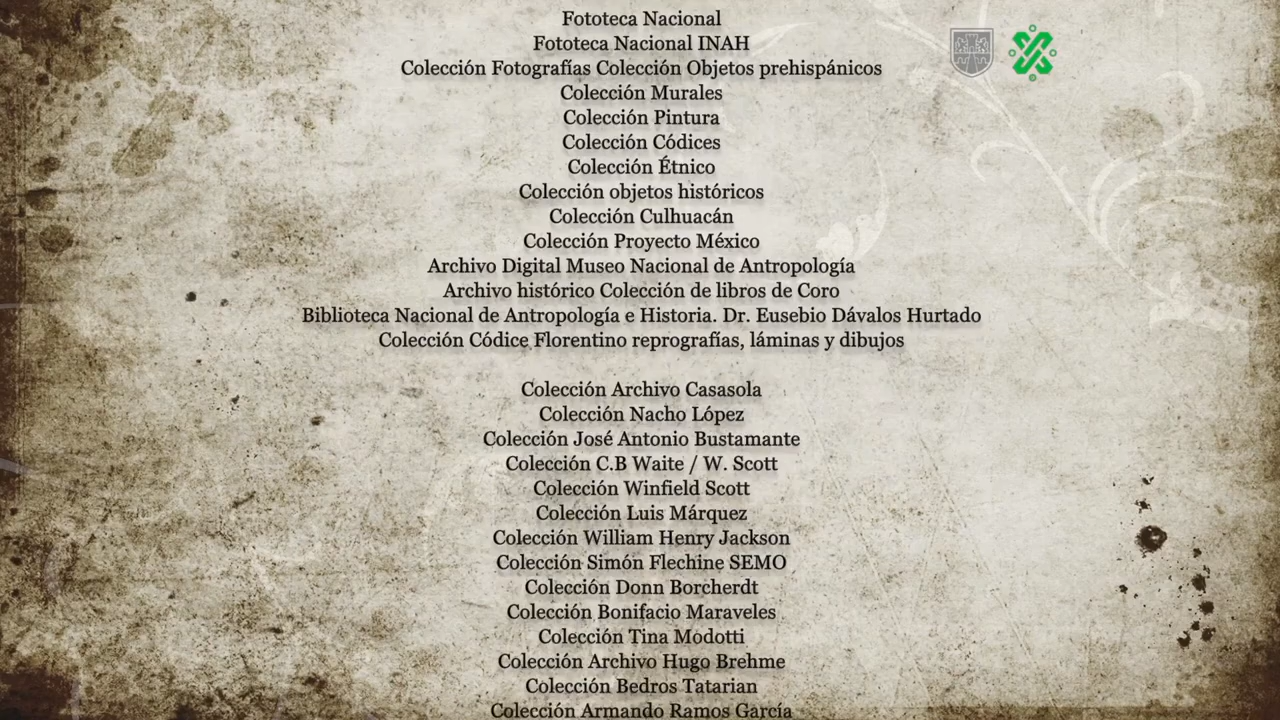 Fototeca Nacional
Fototeca Nacional INAH
Colección Fotografías Colección Objetos prehispánicos
Colección Murales
Colección Pintura
Colección Códices
Colección Étnico
Colección objetos históricos
Colección Culhuacán
Colección Proyecto México
Archivo Digital Museo Nacional de Antropología
Archivo histórico Colección de libros de Coro
Biblioteca Nacional de Antropología e Historia. Dr. Eusebio Dávalos Hurtado
Colección Códice Florentino reprografías, láminas y dibujos
Colección Archivo Casasola
Colección Nacho López
Colección José Antonio Bustamante
Colección C.B Waite / W. Scott
Colección Winfield Scott
Colección Luis Márquez
Colección William Henry Jackson
Colección Simón Flechine SEMO
Colección Donn Borcherdt
Colección Bonifacio Maraveles
Colección Tina Modotti
Colección Archivo Hugo Brehme
Colección Bedros Tatarian
Colección Armando Ramos García